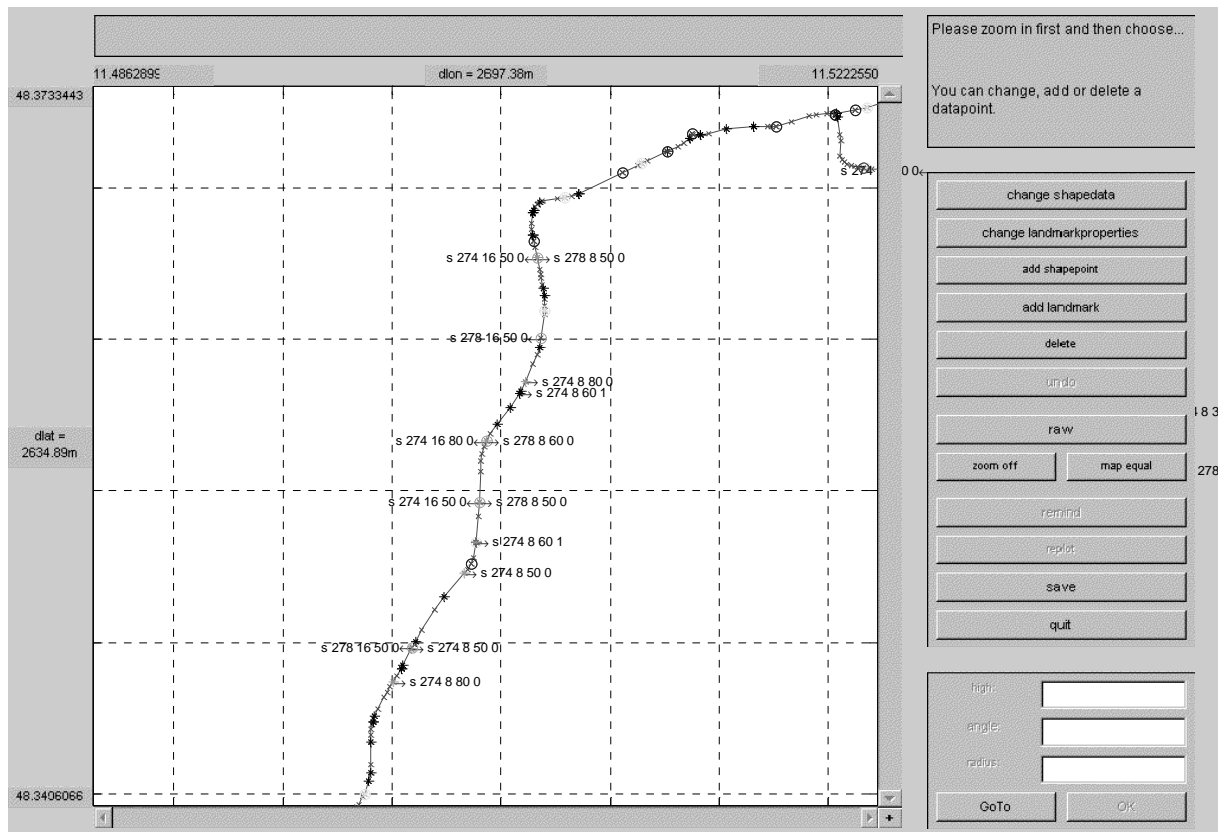 Please zoom in first and then choose...
You can change, add or delete a
datapoint.
11.4862899
dlon = 2697.38m
11.5222550
48.3733443
s 274
0 0
change shapedata
change landmarkproperties
s 274 16 50 0
s 278 8 50 0
add shapepoint
add landmark
s 278 16 50 0
delete
s 274 8 80 0
undo
s 274 8 60 1
8 3
raw
dlat =
2634.89m
s 274 16 80 0
s 278 8 60 0
zoom off
map equal
278
s 274 16 50 0
s 278 8 50 0
remind
s 274 8 60 1
replot
s 274 8 50 0
save
quit
s 278 16 50 0
s 274 8 50 0
s 274 8 80 0
high:
angle:
radius:
48.3406066
GoTo
OK
+